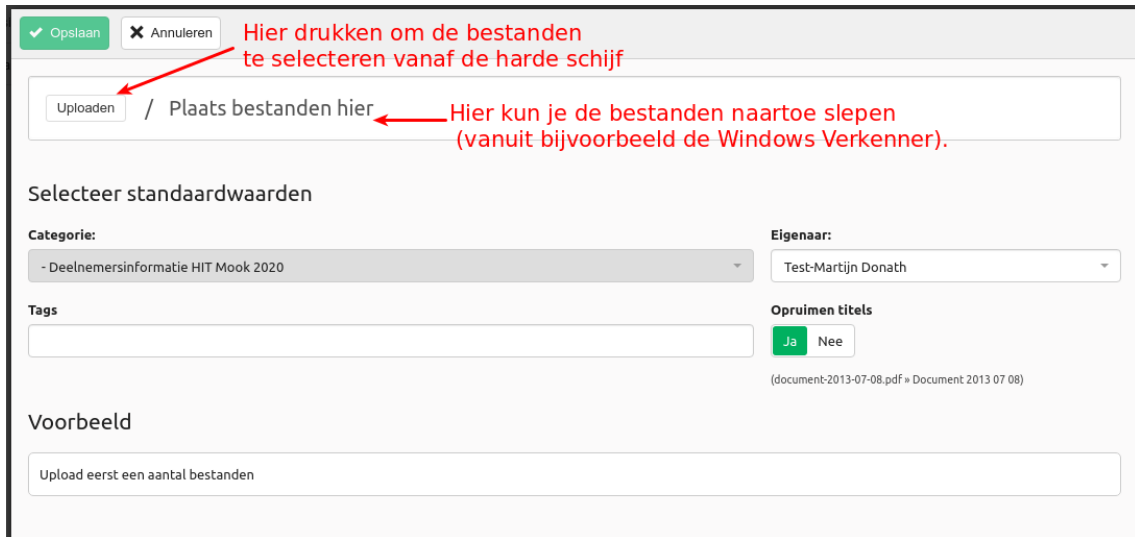 Opslaan Annuleren
Hier drukken om de bestanden
te selecteren vanaf de harde schijf
Uploaden / Plaats bestanden hier
Hier kun je de bestanden naartoe slepen
(vanuit bijvoorbeeld de Windows Verkenner).
Selecteer standaardwaarden
Categorie: Eigenaar:
- Deelnemersinformatie HIT Mook 2020 Test-Martijn Donath
Tags Opruimen titels
Ja Nee
(document-2013-07-08.pdf » Document 2013 07 08)
Voorbeeld
Upload eerst een aantal bestanden